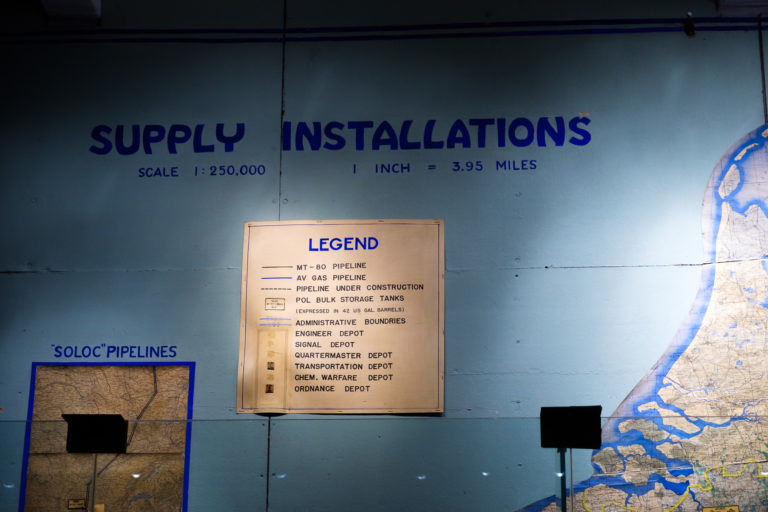 SUPPLY INSTALLATIONS
SCALE 1:250,000 1 INCH = 3.95 MILES
LEGEND
MT-80 PIPELINE
AV GAS PIPELINE
PIPELINE UNDER CONSTRUCTION
POL BULK STORAGE TANKS
(EXPRESSED IN 42 US GAL. BARRELS)
ADMINISTRATIVE BOUNDRIES
ENGINEER DEPOT
SIGNAL DEPOT
QUARTERMASTER DEPOT
TRANSPORTATION DEPOT
CHEM. WARFARE DEPOT
ORDNANCE DEPOT
"SOLOC" PIPELINES